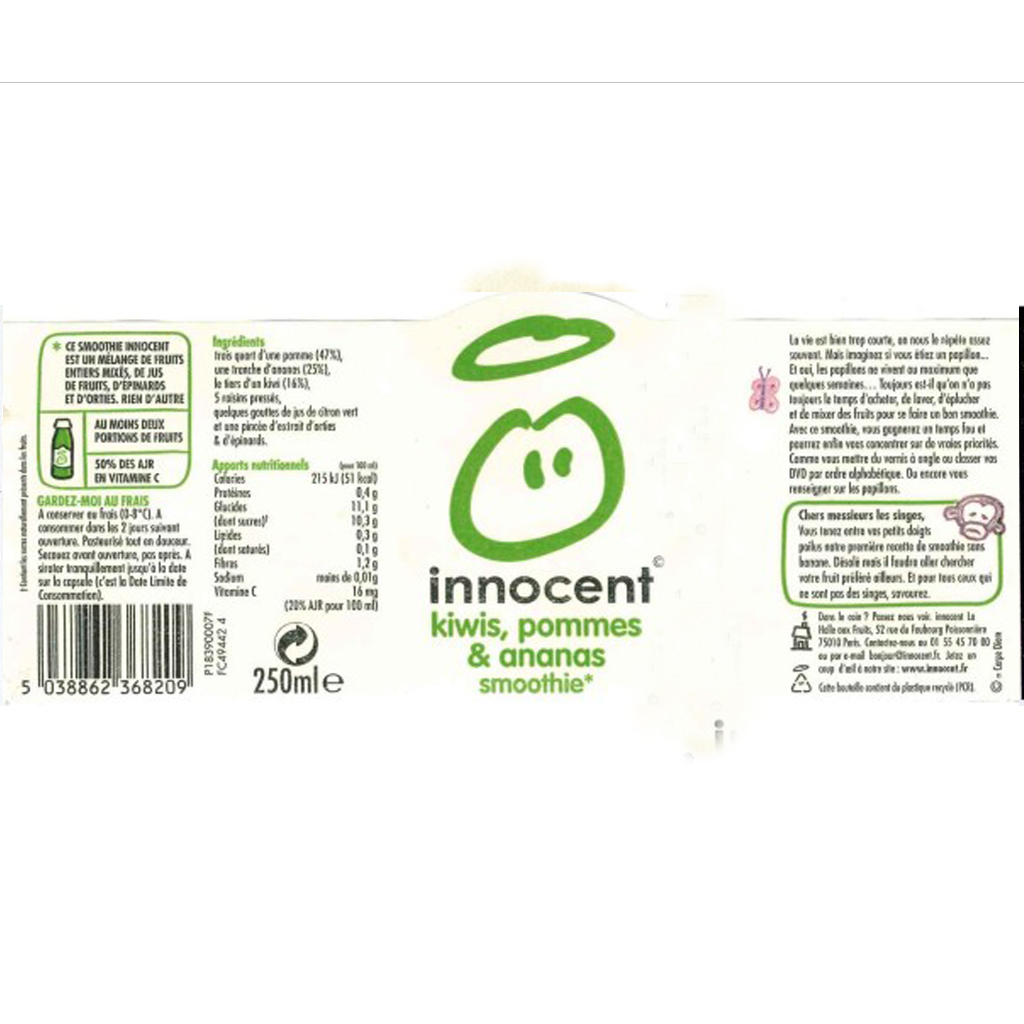 * CE SMOOTHIE INNOCENT
EST UN MÉLANGE DE FRUITS
ENTIERS MIXÉS, DE JUS
DE FRUITS, D'ÉPINARDS
ET D'ORTIES. RIEN D'AUTRE
AU MOINS DEUX
PORTIONS DE FRUITS
50% DES AJR
EN VITAMINE C
GARDEZ-MOI AU FRAIS
A conserver au frais (0-8°C). A
consommer dans les 2 jours suivant
ouverture. Pasteurisé tout en douceur.
Secouez avant ouverture, pas après. A
siroter tranquillement jusqu'à la date
sur la capsule (c'est la Date Limite de
Consommation).
† Contient les sucres naturellement présents dans les fruits.
5 038862 368209
P18390007F
FC49442 4
Ingrédients
trois quart d'une pomme (47%),
une tranche d'ananas (25%),
le tiers d'un kiwi (16%),
5 raisins pressés,
quelques gouttes de jus de citron vert
et une pincée d'extrait d'orties
& d'épinards.
Apports nutritionnels (pour 100 ml)
Calories 215 kJ (51 kcal)
Protéines 0,4 g
Glucides 11,1 g
(dont sucres)† 10,3 g
Lipides 0,3 g
(dont saturés) 0,1 g
Fibres 1,2 g
Sodium moins de 0,01g
Vitamine C 16 mg
(20% AJR pour 100 ml)
250ml e
innocent©
kiwis, pommes
& ananas
smoothie*
La vie est bien trop courte, on nous le répète assez
souvent. Mais imaginez si vous étiez un papillon...
Et oui, les papillons ne vivent au maximum que
quelques semaines... Toujours est-il qu'on n'a pas
toujours le temps d'acheter, de laver, d'éplucher
et de mixer des fruits pour se faire un bon smoothie.
Avec ce smoothie, vous gagnerez un temps fou et
pourrez enfin vous concentrer sur de vraies priorités.
Comme vous mettre du vernis à ongle ou classer vos
DVD par ordre alphabétique. Ou encore vous
renseigner sur les papillons.
Chers messieurs les singes,
Vous tenez entre vos petits doigts
poilus notre première recette de smoothie sans
banane. Désolé mais il faudra aller chercher
votre fruit préféré ailleurs. Et pour tous ceux qui
ne sont pas des singes, savourez.
Dans le coin ? Passez nous voir. innocent La
Halle aux Fruits, 52 rue du Faubourg Poissonnière
75010 Paris. Contactez-nous au 01 55 45 70 80
ou par e-mail bonjour@innocent.fr. Jetez un
coup d'œil à notre site : www.innocent.fr
Cette bouteille contient du plastique recyclé (PCR).
© = Carpe Diem